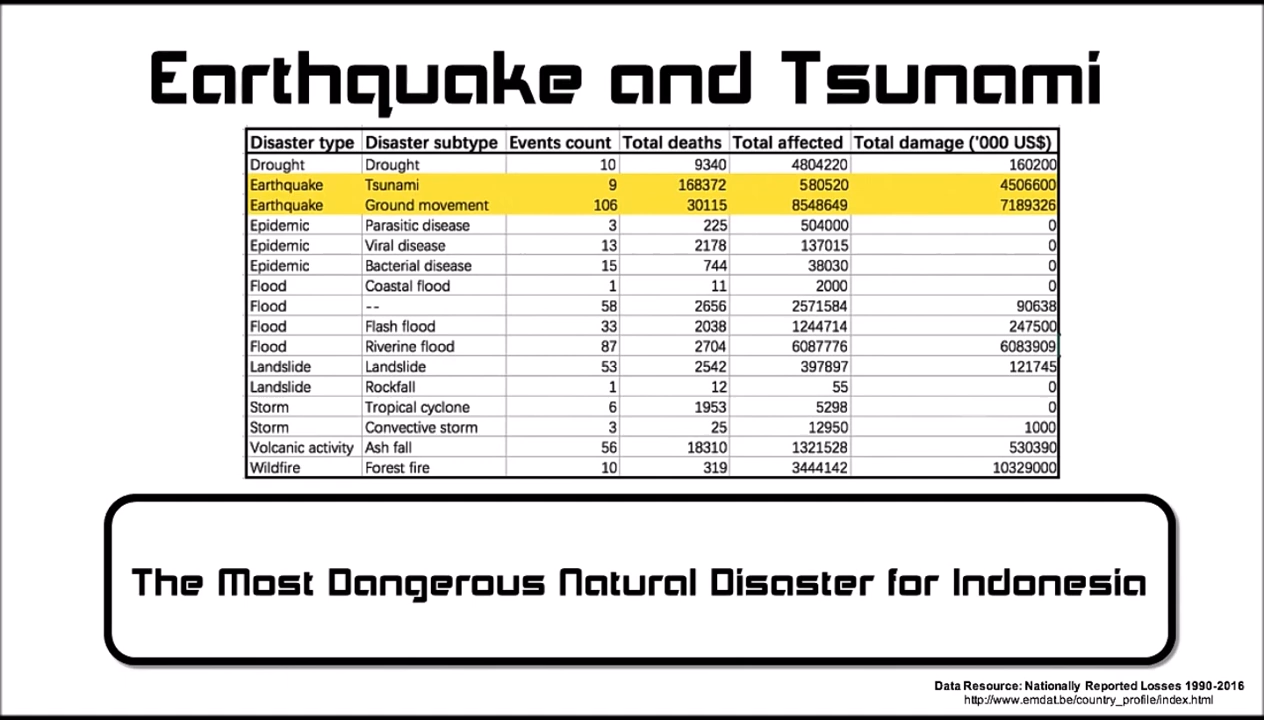 Earthquake and Tsunami
Disaster type Disaster subtype Events count Total deaths Total affected Total damage ('000 US$)
Drought Drought 10 9340 4804220 160200
Earthquake Tsunami 9 168372 580520 4506600
Earthquake Ground movement 106 30115 8548649 7189326
Epidemic Parasitic disease 3 225 504000 0
Epidemic Viral disease 13 2178 137015 0
Epidemic Bacterial disease 15 744 38030 0
Flood Coastal flood 1 11 2000 0
Flood -- 58 2656 2571584 90638
Flood Flash flood 33 2038 1244714 247500
Flood Riverine flood 87 2704 6087776 6083909
Landslide Landslide 53 2542 397897 121745
Landslide Rockfall 1 12 55 0
Storm Tropical cyclone 6 1953 5298 0
Storm Convective storm 3 25 12950 1000
Volcanic activity Ash fall 56 18310 1321528 530390
Wildfire Forest fire 10 319 3444142 10329000
The Most Dangerous Natural Disaster for Indonesia
Data Resource: Nationally Reported Losses 1990-2016
http://www.emdat.be/country_profile/index.html